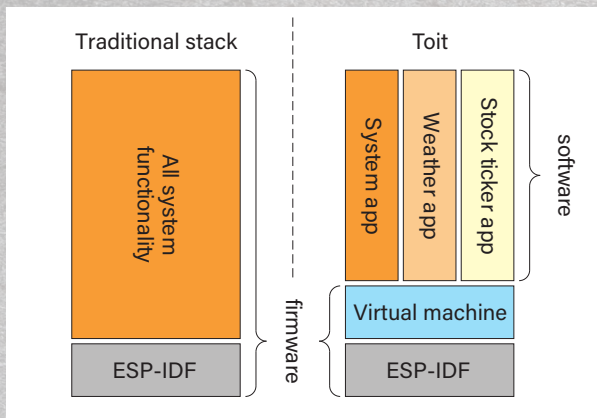 Traditional stack
Toit
All system
functionality
System app
Weather app
Stock ticker app
software
firmware
Virtual machine
ESP-IDF
ESP-IDF